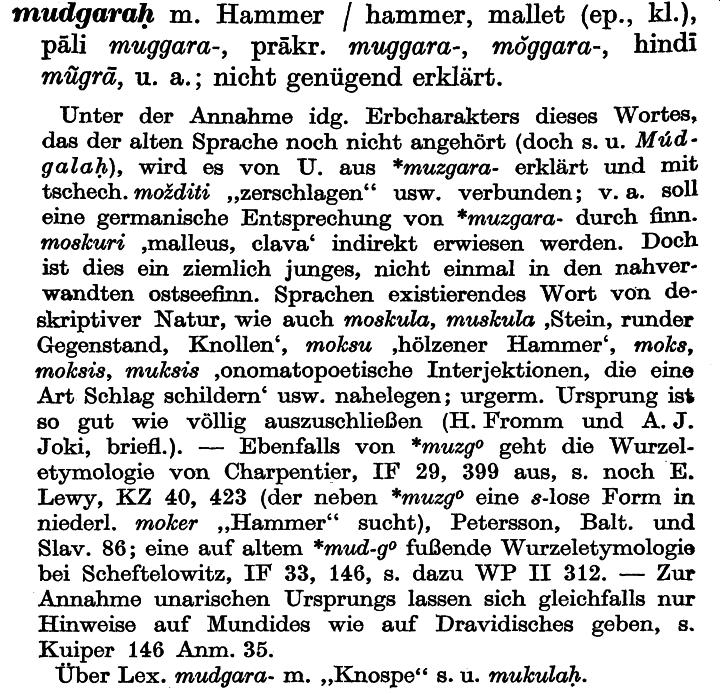 mudgaraḥ m. Hammer / hammer, mallet (ep., kl.),
pāli muggara-, prākr. muggara-, mŏggara-, hindī
mũgrā, u. a.; nicht genügend erklärt.
Unter der Annahme idg. Erbcharakters dieses Wortes,
das der alten Sprache noch nicht angehört (doch s. u. Múd-
galaḥ), wird es von U. aus *muzgara- erklärt und mit
tschech. možditi „zerschlagen“ usw. verbunden; v. a. soll
eine germanische Entsprechung von *muzgara- durch finn.
moskuri ‚malleus, clava‘ indirekt erwiesen werden. Doch
ist dies ein ziemlich junges, nicht einmal in den nahver-
wandten ostseefinn. Sprachen existierendes Wort von de-
skriptiver Natur, wie auch moskula, muskula ‚Stein, runder
Gegenstand, Knollen‘, moksu ‚hölzener Hammer‘, moks,
moksis, muksis ‚onomatopoetische Interjektionen, die eine
Art Schlag schildern‘ usw. nahelegen; urgerm. Ursprung ist
so gut wie völlig auszuschließen (H. Fromm und A. J.
Joki, briefl.). — Ebenfalls von *muzgº geht die Wurzel-
etymologie von Charpentier, IF 29, 399 aus, s. noch E.
Lewy, KZ 40, 423 (der neben *muzgº eine s-lose Form in
niederl. moker „Hammer“ sucht), Petersson, Balt. und
Slav. 86; eine auf altem *mud-gº fußende Wurzeletymologie
bei Scheftelowitz, IF 33, 146, s. dazu WP II 312. — Zur
Annahme unarischen Ursprungs lassen sich gleichfalls nur
Hinweise auf Mundides wie auf Dravidisches geben, s.
Kuiper 146 Anm. 35.
Über Lex. mudgara- m. „Knospe“ s. u. mukulaḥ.